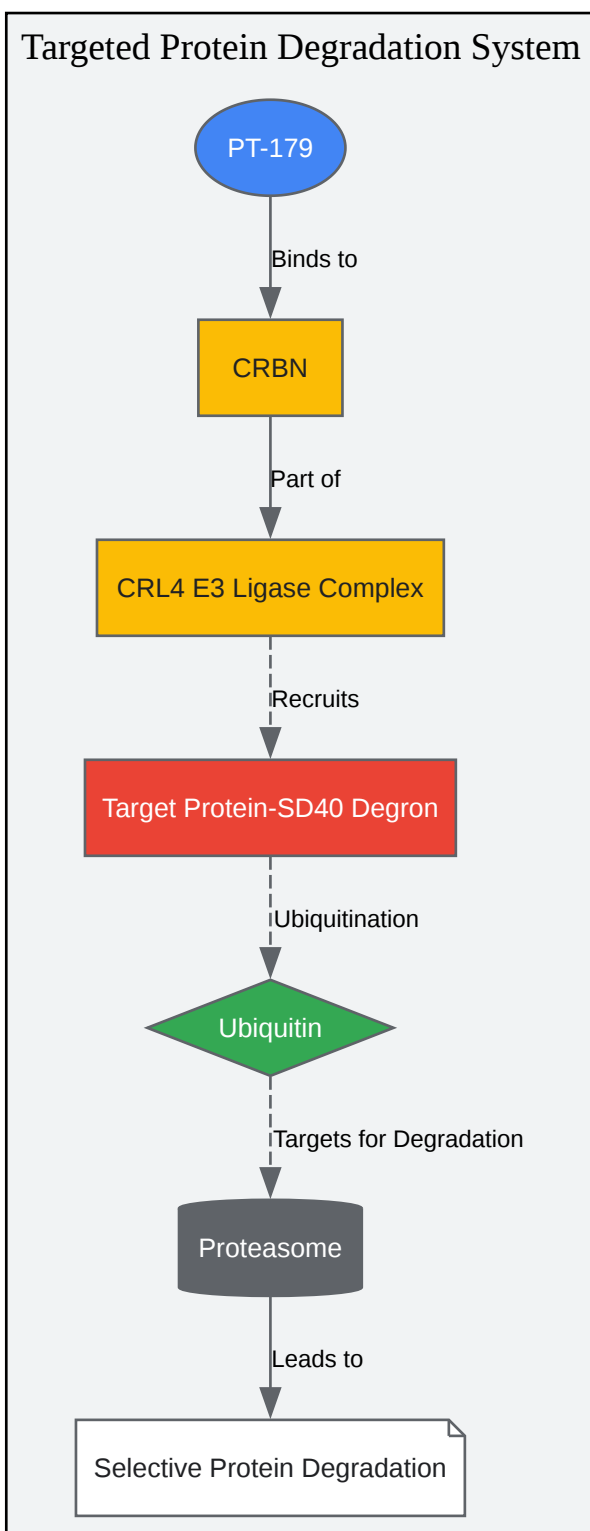 Targeted Protein Degradation System
PT-179
Binds to
CRBN
Part of
CRL4 E3 Ligase Complex
Recruits
Target Protein-SD40 Degron
Ubiquitination
Ubiquitin
Targets for Degradation
Proteasome
Leads to
Selective Protein Degradation